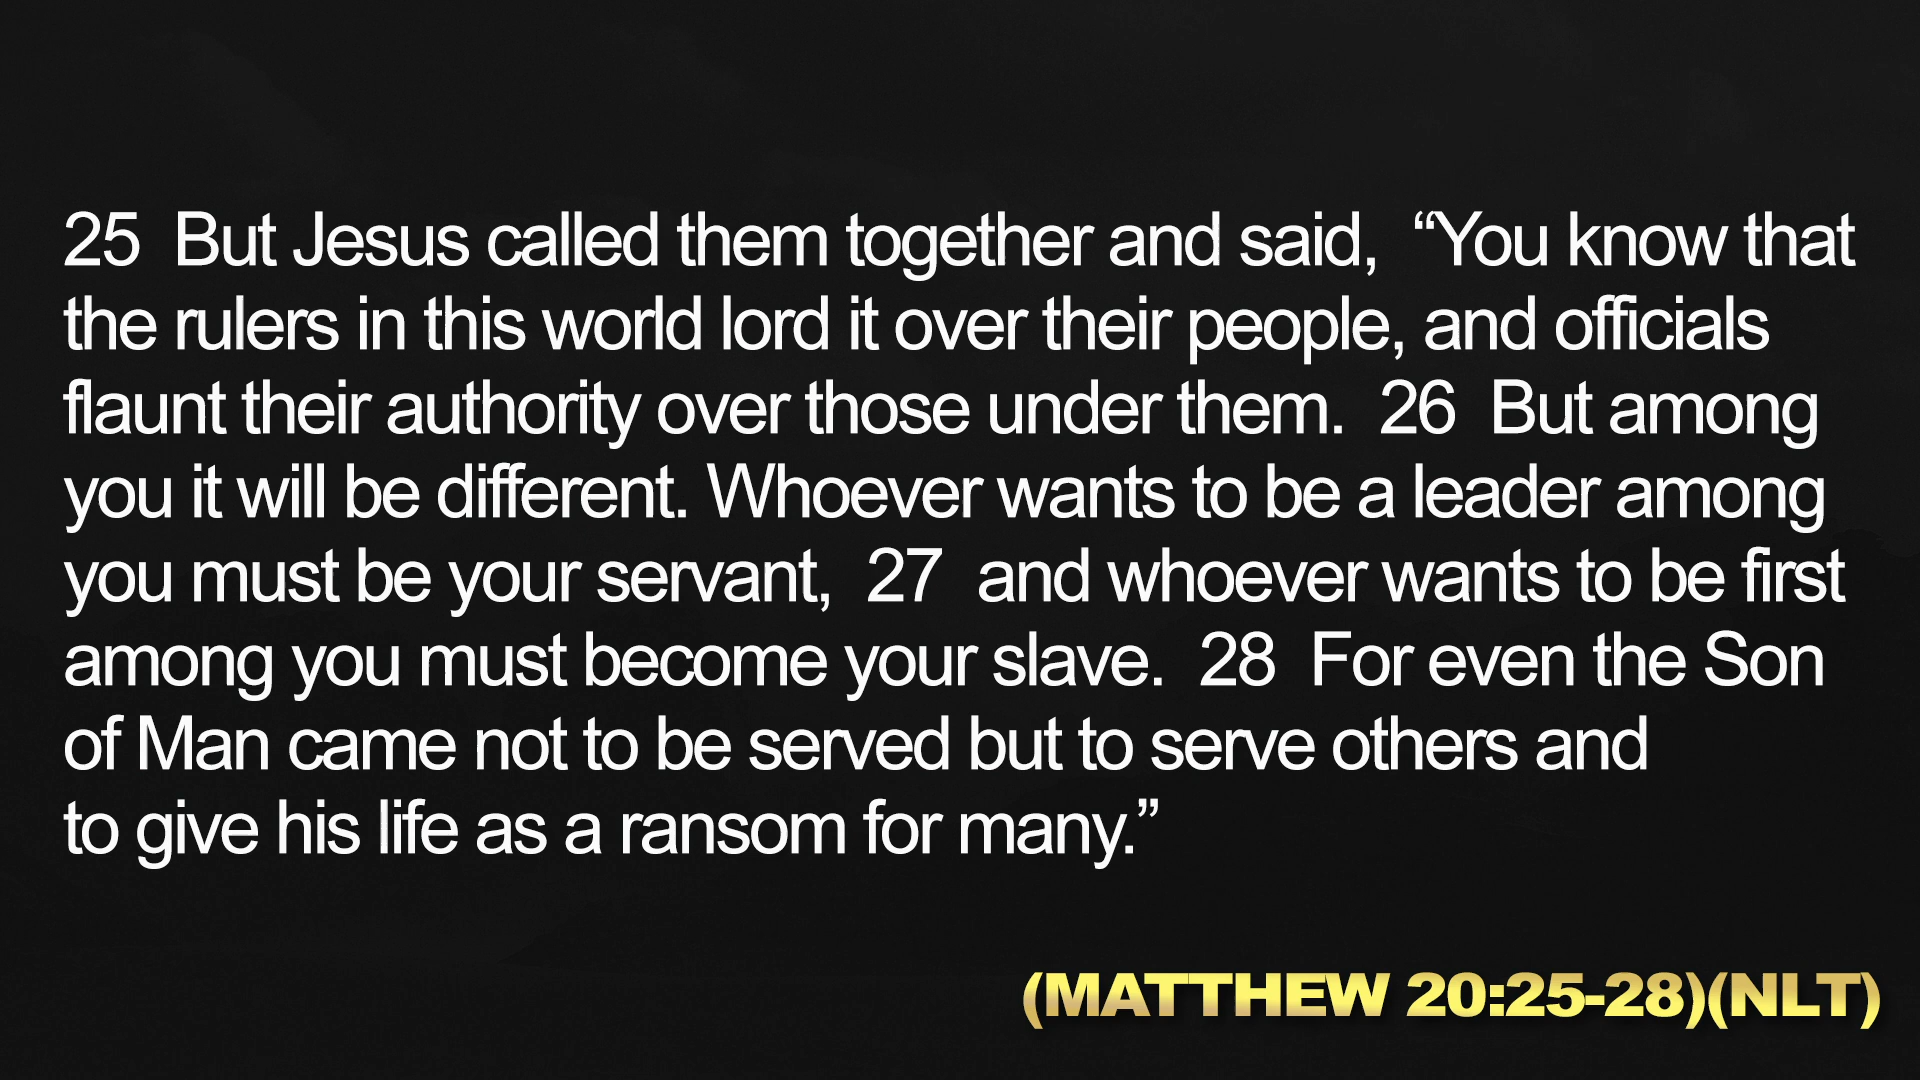 25  But Jesus called them together and said,  “You know that
the rulers in this world lord it over their people, and officials
flaunt their authority over those under them.  26  But among
you it will be different. Whoever wants to be a leader among
you must be your servant,  27  and whoever wants to be first
among you must become your slave.  28  For even the Son
of Man came not to be served but to serve others and
to give his life as a ransom for many.”
(MATTHEW 20:25-28)(NLT)